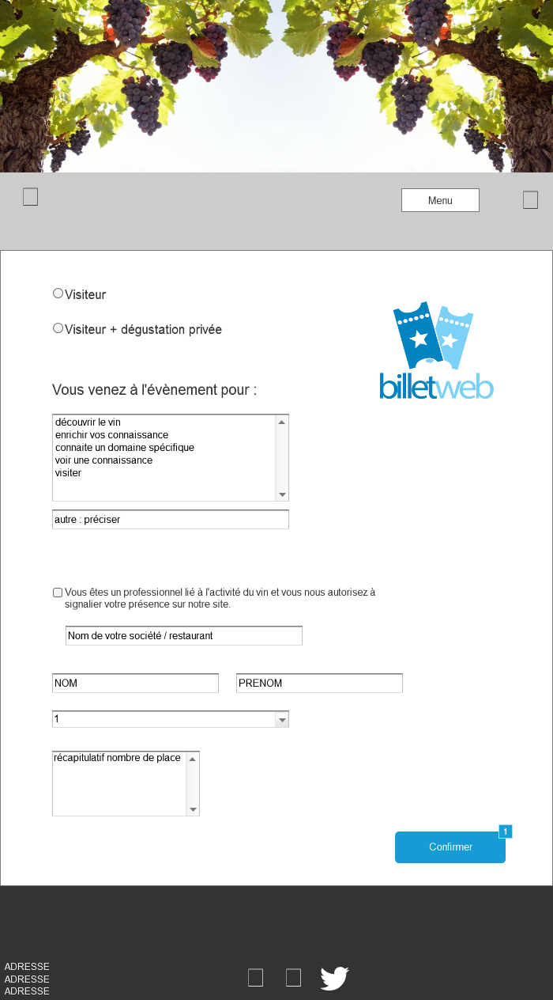 Menu
Visiteur
Visiteur + dégustation privée
billetweb
Vous venez à l'évènement pour :
découvrir le vin
enrichir vos connaissance
connaite un domaine spécifique
voir une connaissance
visiter
autre : préciser
Vous êtes un professionnel lié à l'activité du vin et vous nous autorisez à
signalier votre présence sur notre site.
Nom de votre société / restaurant
NOM
PRENOM
1
récapitulatif nombre de place
1
Confirmer
ADRESSE
ADRESSE
ADRESSE